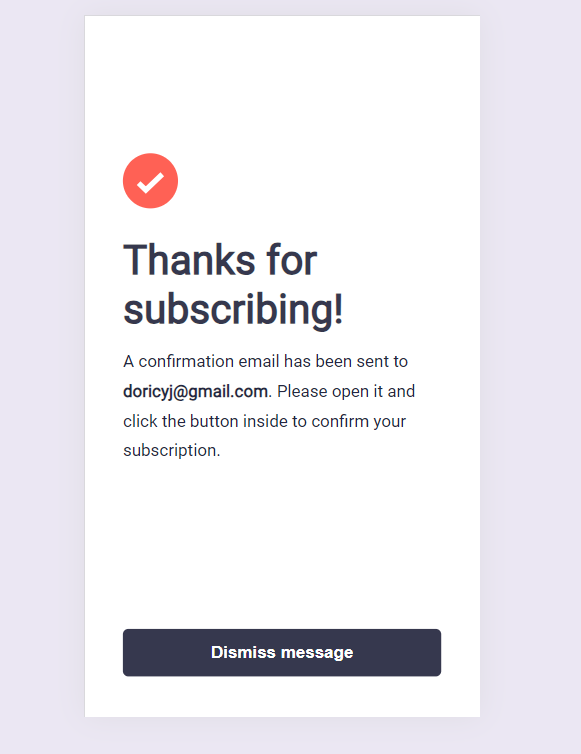 Thanks for
subscribing!
A confirmation email has been sent to
doricyj@gmail.com. Please open it and
click the button inside to confirm your
subscription.
Dismiss message